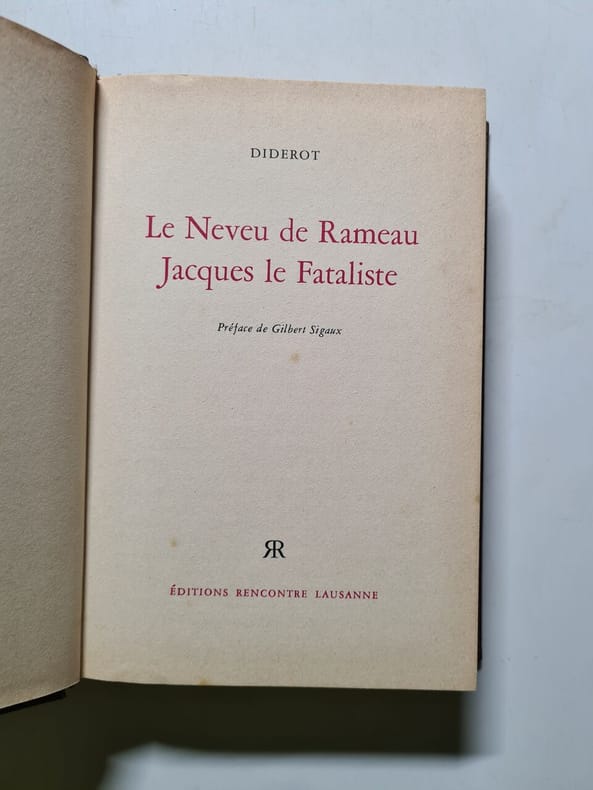 DIDEROT
Le Neveu de Rameau
Jacques le Fataliste
Préface de Gilbert Sigaux
RR
ÉDITIONS RENCONTRE LAUSANNE